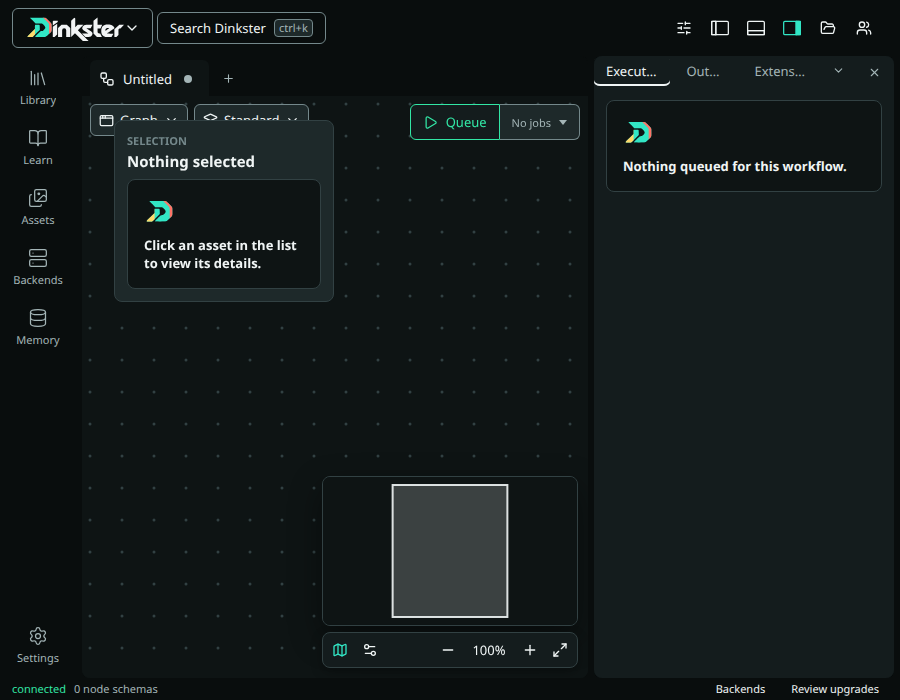 Dinkster
Search Dinkster ctrl+k
Library
Learn
Assets
Backends
Memory
Settings
Untitled
Graph
Standard
Queue
No jobs
SELECTION
Nothing selected
Click an asset in the list
to view its details.
100%
Execut...
Out...
Extens...
Nothing queued for this workflow.
connected 0 node schemas
Backends
Review upgrades